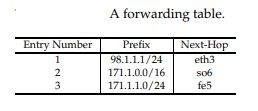 A forwarding table.
Entry Number Prefix Next-Hop
1 98.1.1.1/24 eth3
2 171.1.0.0/16 so6
3 171.1.1.0/24 fe5